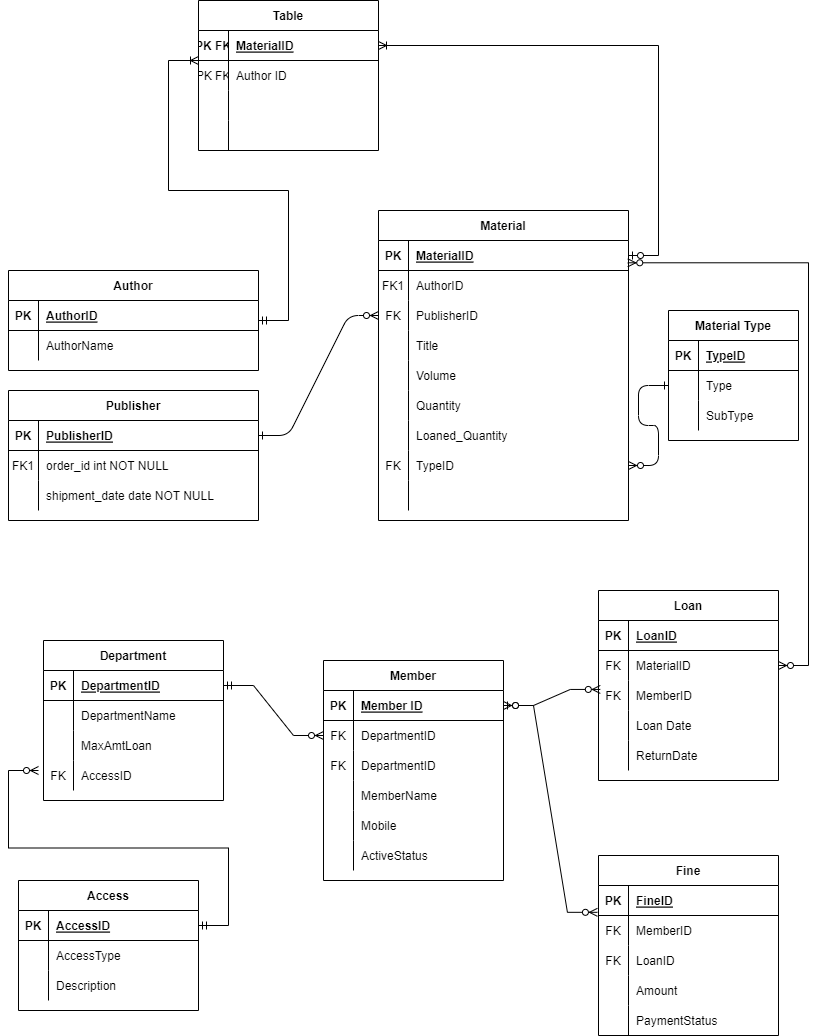 Table
PK FK MaterialID
PK FK Author ID
Material
PK MaterialID
FK1 AuthorID
FK PublisherID
Title
Volume
Quantity
Loaned_Quantity
FK TypeID
Author
PK AuthorID
AuthorName
Material Type
PK TypeID
Type
SubType
Publisher
PK PublisherID
FK1 order_id int NOT NULL
shipment_date date NOT NULL
Loan
PK LoanID
FK MaterialID
FK MemberID
Loan Date
ReturnDate
Department
PK DepartmentID
DepartmentName
MaxAmtLoan
FK AccessID
Member
PK Member ID
FK DepartmentID
FK DepartmentID
MemberName
Mobile
ActiveStatus
Access
PK AccessID
AccessType
Description
Fine
PK FineID
FK MemberID
FK LoanID
Amount
PaymentStatus